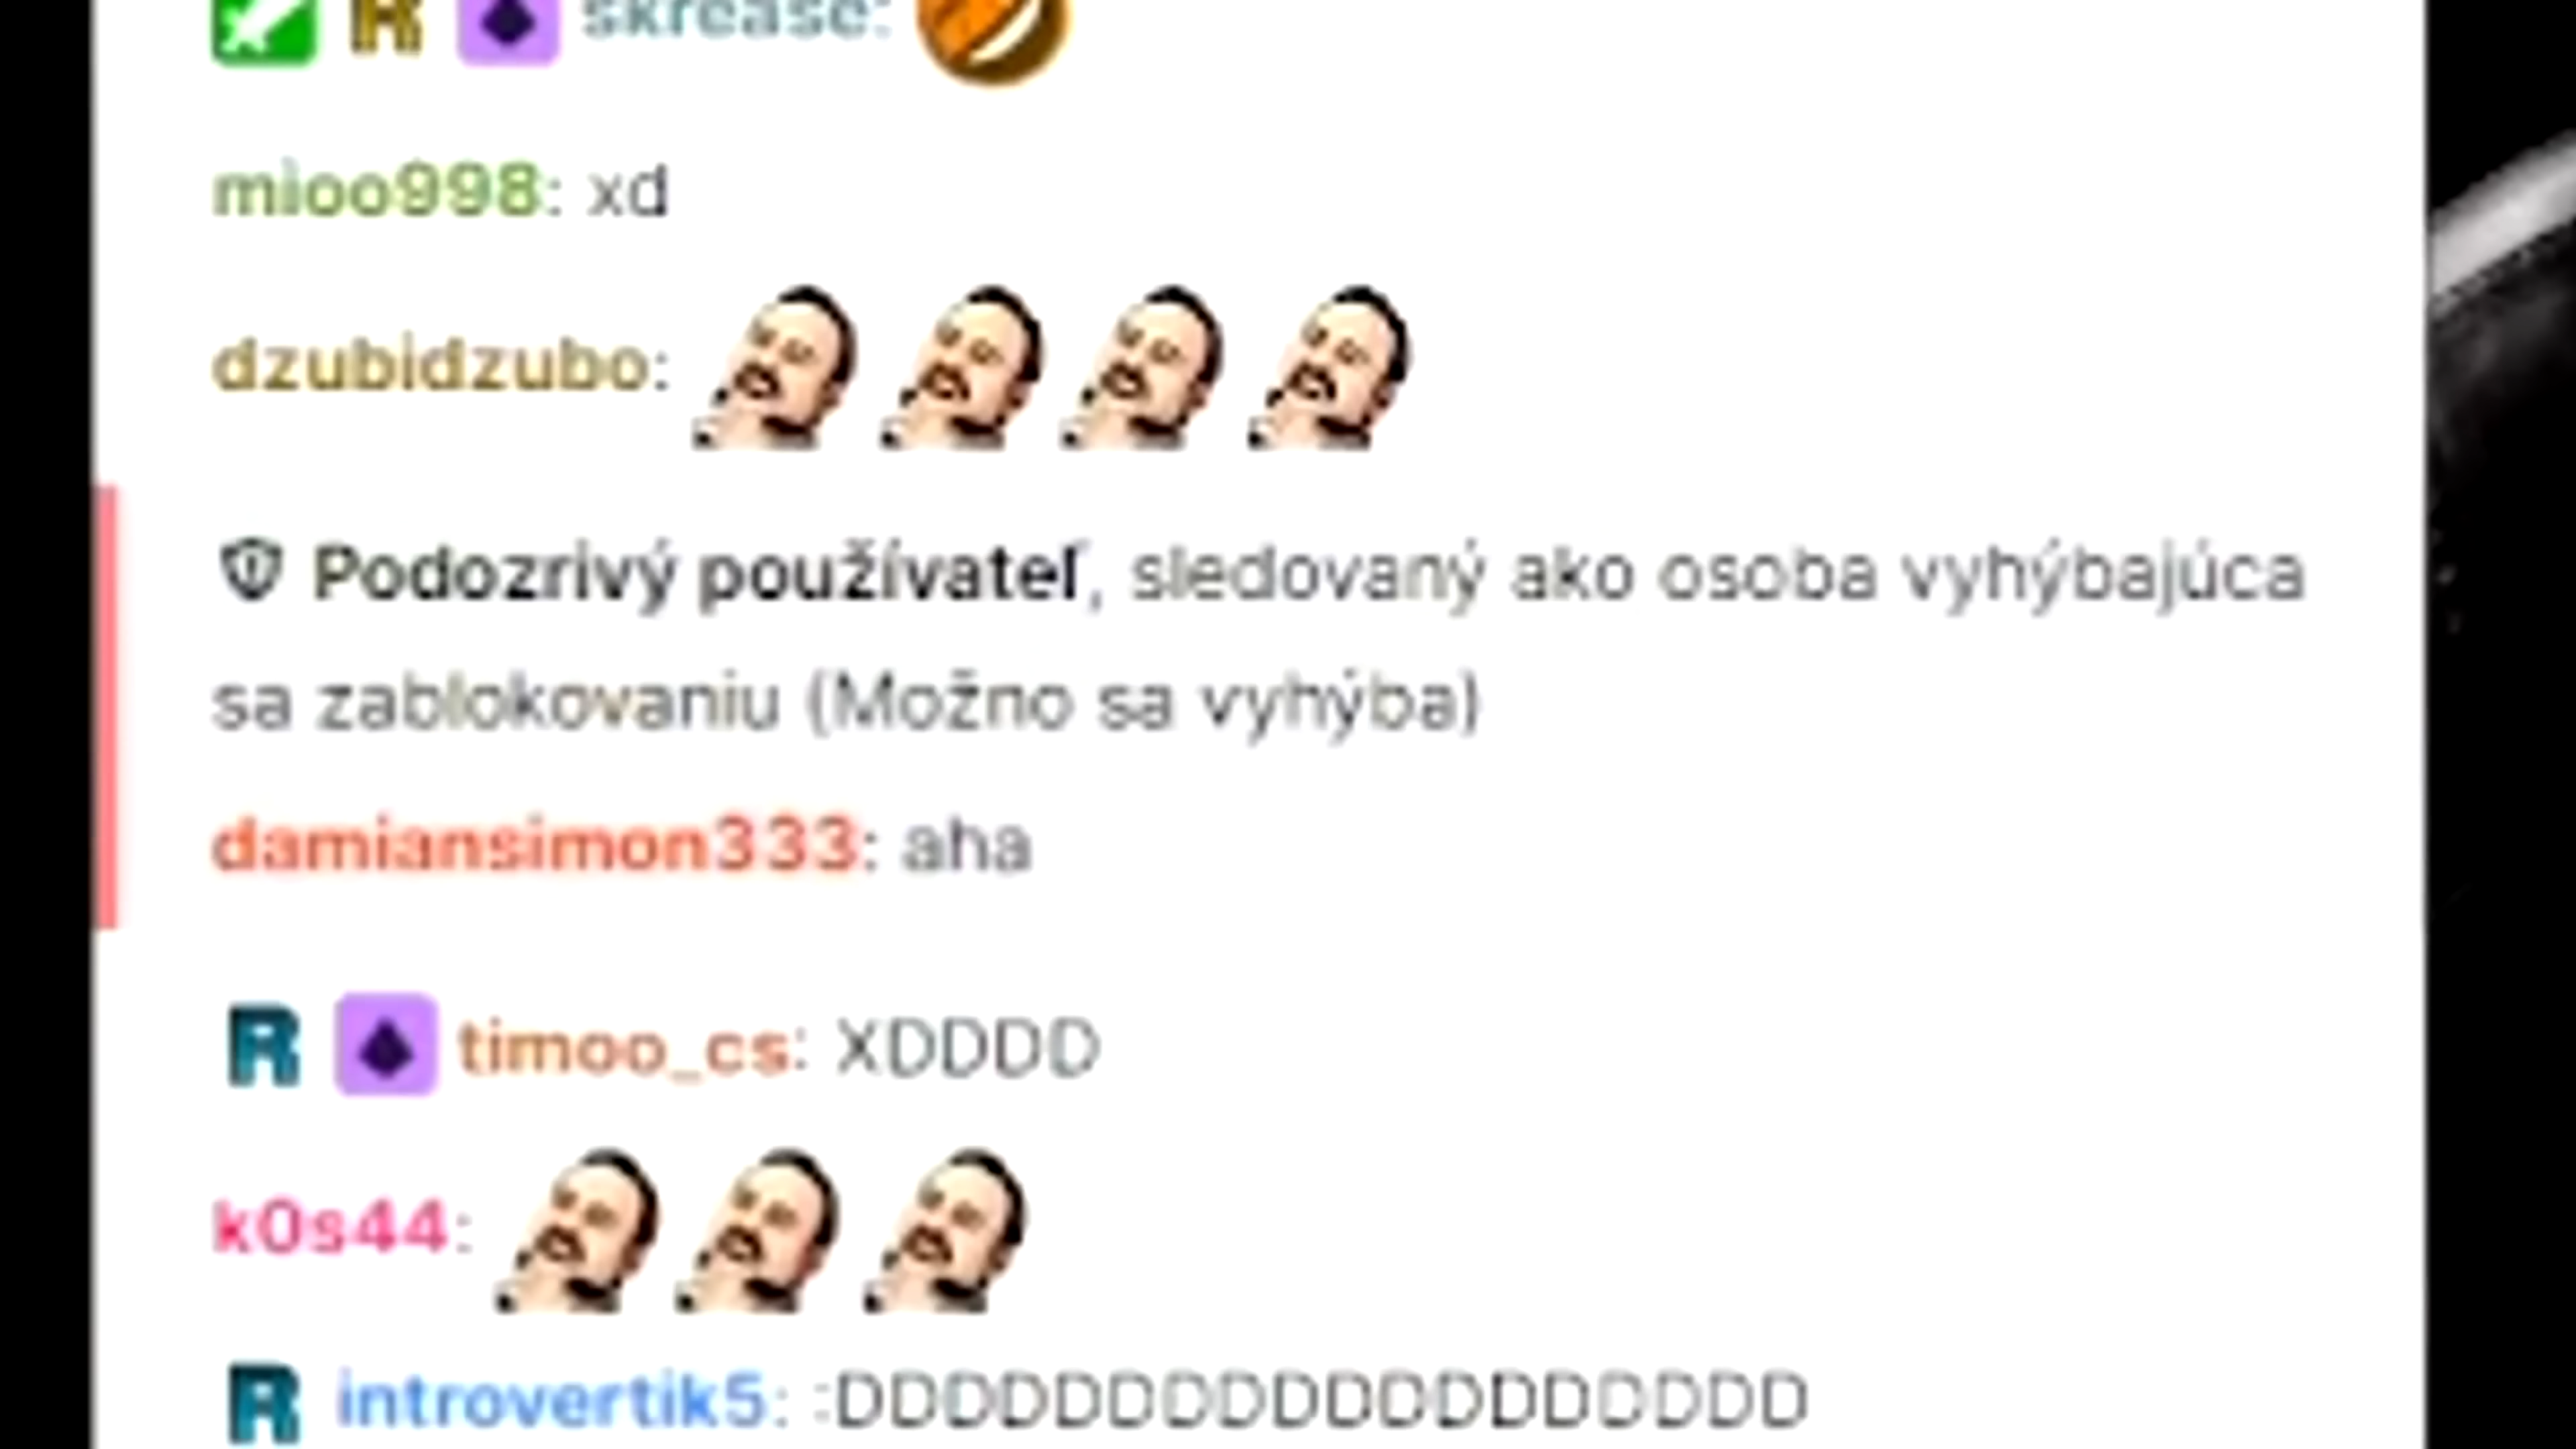 R skrease:
mioo998: xd
dzubidzubo:
Podozrivý používateľ, sledovaný ako osoba vyhýbajúca
sa zablokovaniu (Možno sa vyhýba)
damiansimon333: aha
R timoo_cs: XDDDD
k0s44:
R introvertik5: :DDDDDDDDDDDDDDDDDD